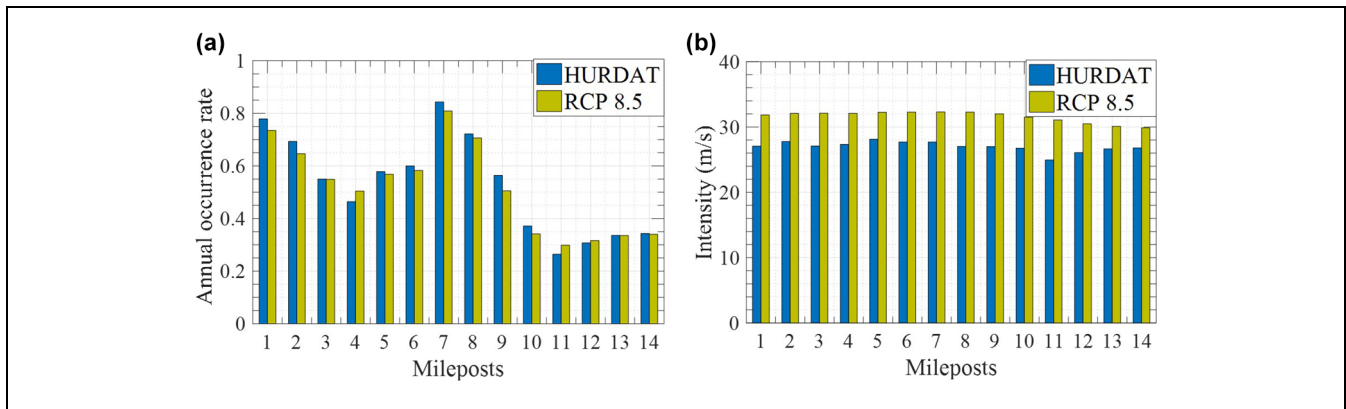 (a)
HURDAT
RCP 8.5
1
0.8
0.6
0.4
0.2
0
Annual occurrence rate
1 2 3 4 5 6 7 8 9 10 11 12 13 14
Mileposts
(b)
HURDAT
RCP 8.5
40
30
20
10
0
Intensity (m/s)
1 2 3 4 5 6 7 8 9 10 11 12 13 14
Mileposts